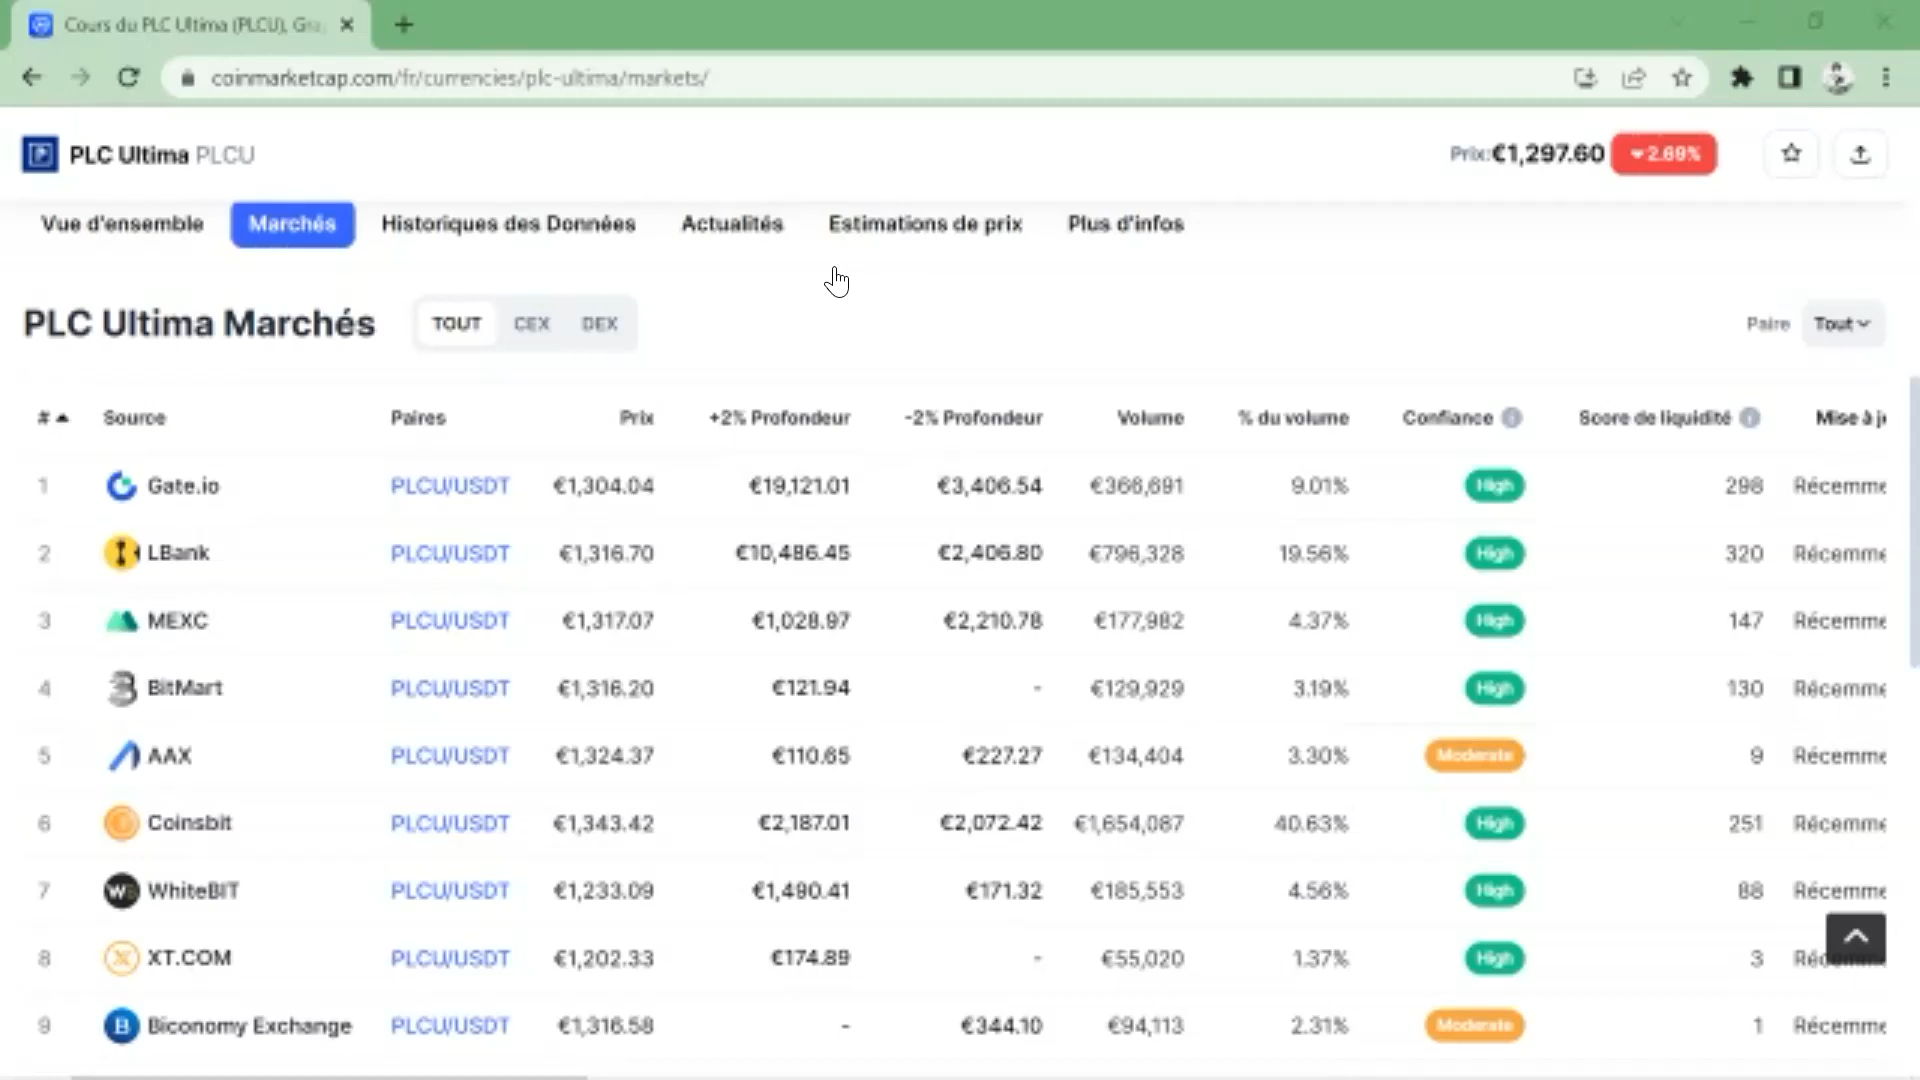 Cours du PLC Ultima (PLCU), Gra
coinmarketcap.com/fr/currencies/plc-ultima/markets/
PLC Ultima PLCU
Prix:€1,297.60 2.69%
Vue d'ensemble Marchés Historiques des Données Actualités Estimations de prix Plus d'infos
PLC Ultima Marchés TOUT CEX DEX Paire Tout
# Source Paires Prix +2% Profondeur -2% Profondeur Volume % du volume Confiance Score de liquidité Mise à j
1 Gate.io PLCU/USDT €1,304.04 €19,121.01 €3,406.54 €366,691 9.01% High 298 Récemme
2 LBank PLCU/USDT €1,316.70 €10,486.45 €2,406.80 €796,328 19.56% High 320 Récemme
3 MEXC PLCU/USDT €1,317.07 €1,028.97 €2,210.78 €177,982 4.37% High 147 Récemme
4 BitMart PLCU/USDT €1,316.20 €121.94 - €129,929 3.19% High 130 Récemme
5 AAX PLCU/USDT €1,324.37 €110.65 €227.27 €134,404 3.30% Moderate 9 Récemme
6 Coinsbit PLCU/USDT €1,343.42 €2,187.01 €2,072.42 €1,654,087 40.63% High 251 Récemme
7 WhiteBIT PLCU/USDT €1,233.09 €1,490.41 €171.32 €185,553 4.56% High 88 Récemme
8 XT.COM PLCU/USDT €1,202.33 €174.89 - €55,020 1.37% High 3 Réc
9 Biconomy Exchange PLCU/USDT €1,316.58 - €344.10 €94,113 2.31% Moderate 1 Récemme